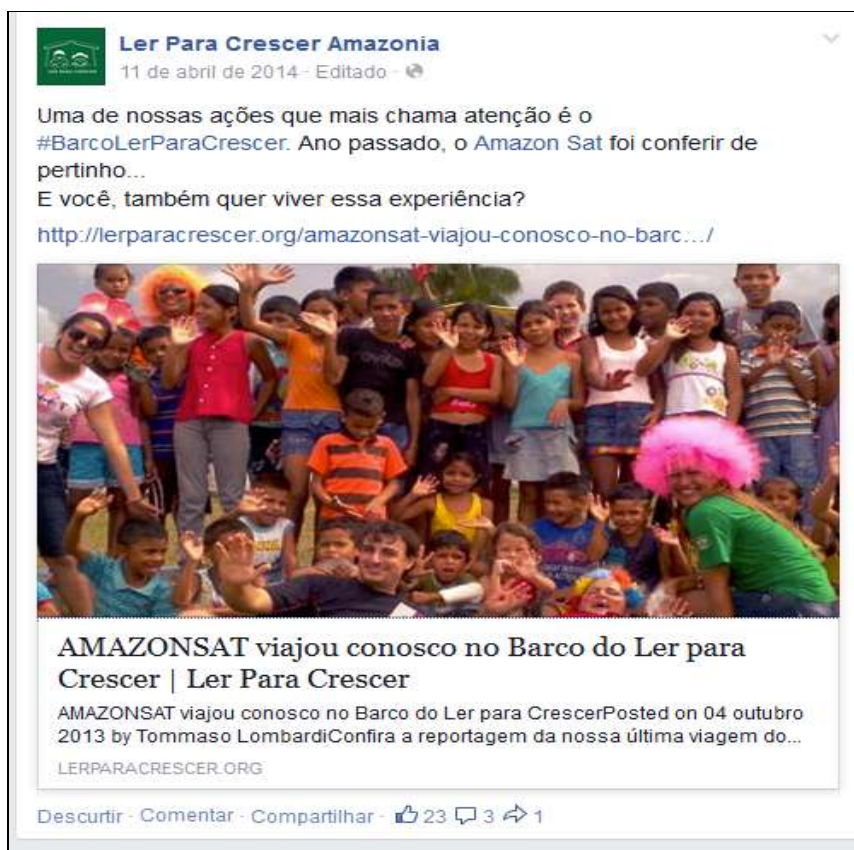 Ler Para Crescer Amazonia
11 de abril de 2014 · Editado ·
Uma de nossas ações que mais chama atenção é o
#BarcoLerParaCrescer. Ano passado, o Amazon Sat foi conferir de
pertinho...
E você, também quer viver essa experiência?
http://lerparacrescer.org/amazonsat-viajou-conosco-no-barc.../
AMAZONSAT viajou conosco no Barco do Ler para
Crescer | Ler Para Crescer
AMAZONSAT viajou conosco no Barco do Ler para CrescerPosted on 04 outubro
2013 by Tommaso LombardiConfira a reportagem da nossa última viagem do...
LERPARACRESCER.ORG
Descurtir · Comentar · Compartilhar · 23 3 1